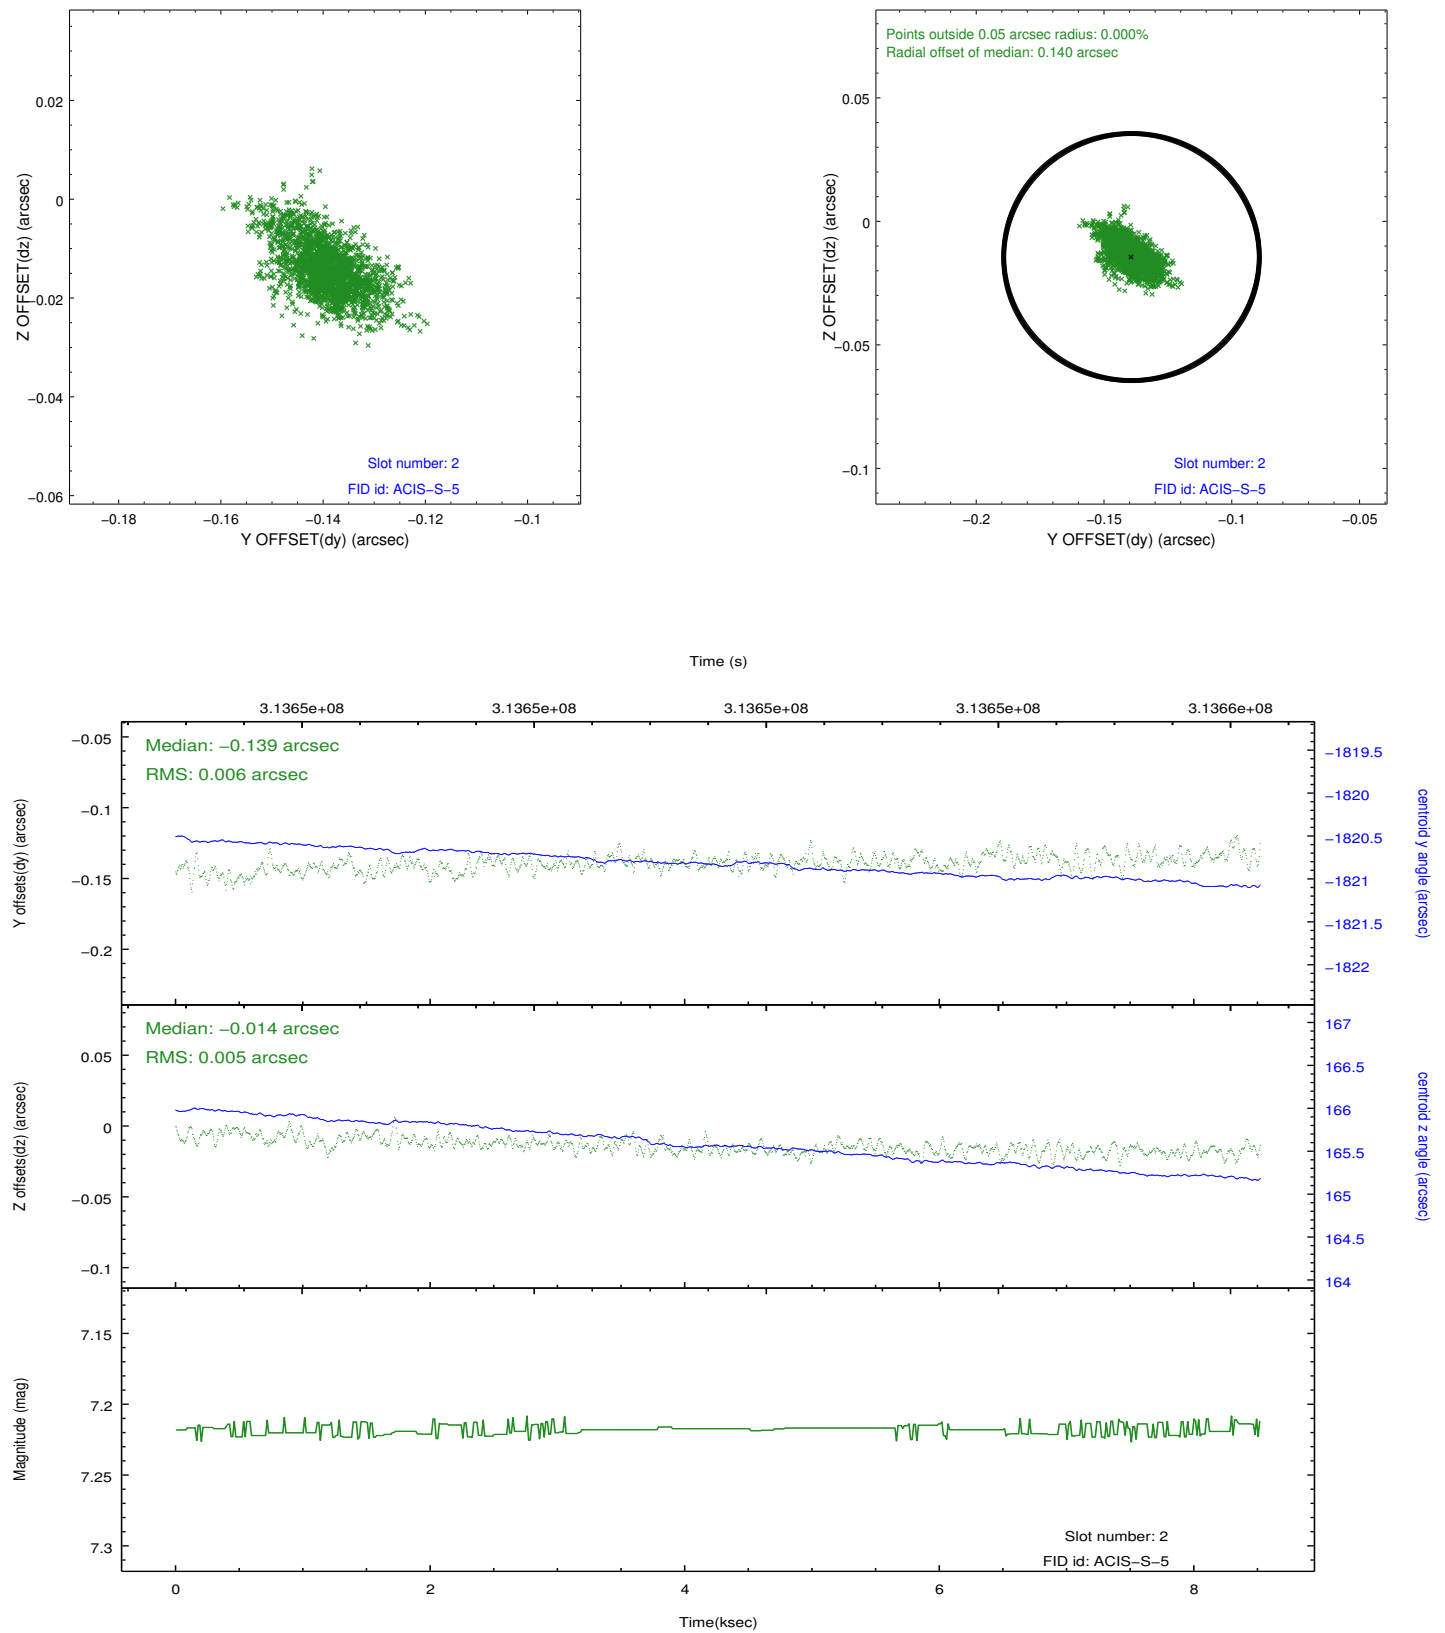 0.02
0
−0.02
−0.04
−0.06
Z OFFSET(dz) (arcsec)
Slot number: 2
FID id: ACIS−S−5
−0.18
−0.16
−0.14
−0.12
−0.1
Y OFFSET(dy) (arcsec)
Points outside 0.05 arcsec radius: 0.000%
Radial offset of median: 0.140 arcsec
0.05
0
−0.05
−0.1
Z OFFSET(dz) (arcsec)
Slot number: 2
FID id: ACIS−S−5
−0.2
−0.15
−0.1
−0.05
Y OFFSET(dy) (arcsec)
Time (s)
3.1365e+08
3.1365e+08
3.1365e+08
3.1365e+08
3.1366e+08
Median: −0.139 arcsec
RMS: 0.006 arcsec
−0.05
−0.1
−0.15
−0.2
Y offsets(dy) (arcsec)
−1819.5
−1820
−1820.5
−1821
−1821.5
−1822
centroid y angle (arcsec)
Median: −0.014 arcsec
RMS: 0.005 arcsec
0.05
0
−0.05
−0.1
Z offsets(dz) (arcsec)
167
166.5
166
165.5
165
164.5
164
centroid z angle (arcsec)
7.15
7.2
7.25
7.3
Magnitude (mag)
Slot number: 2
FID id: ACIS−S−5
0
2
4
6
8
Time(ksec)